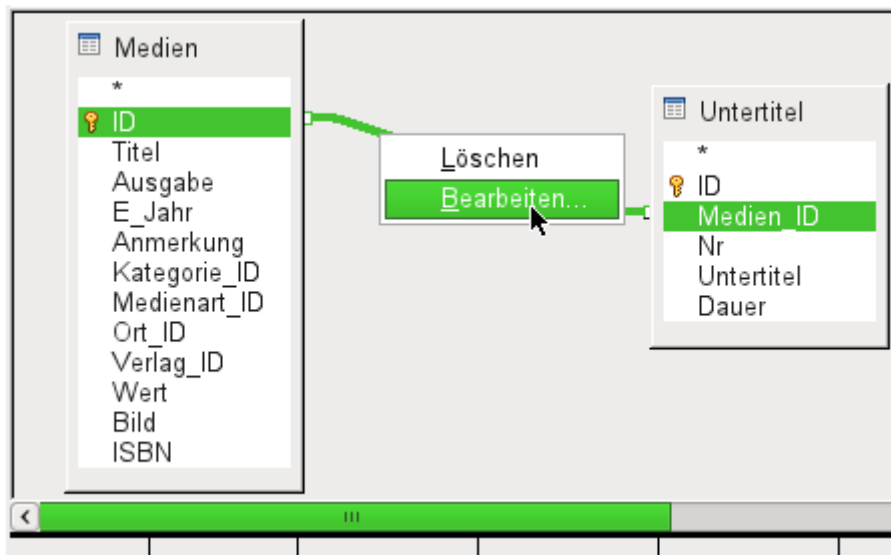 Medien
*
ID
Titel
Ausgabe
E_Jahr
Anmerkung
Kategorie_ID
Medienart_ID
Ort_ID
Verlag_ID
Wert
Bild
ISBN
Löschen
Bearbeiten...
Untertitel
*
ID
Medien_ID
Nr
Untertitel
Dauer